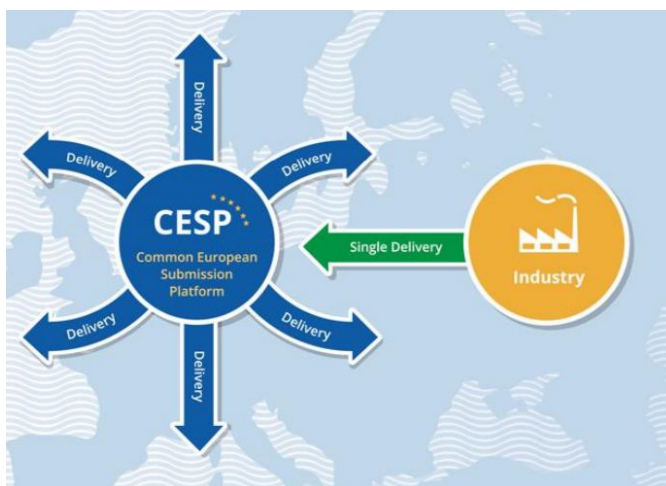 Delivery
Delivery
Delivery
CESP
Common European
Submission
Platform
Single Delivery
Industry
Delivery
Delivery
Delivery